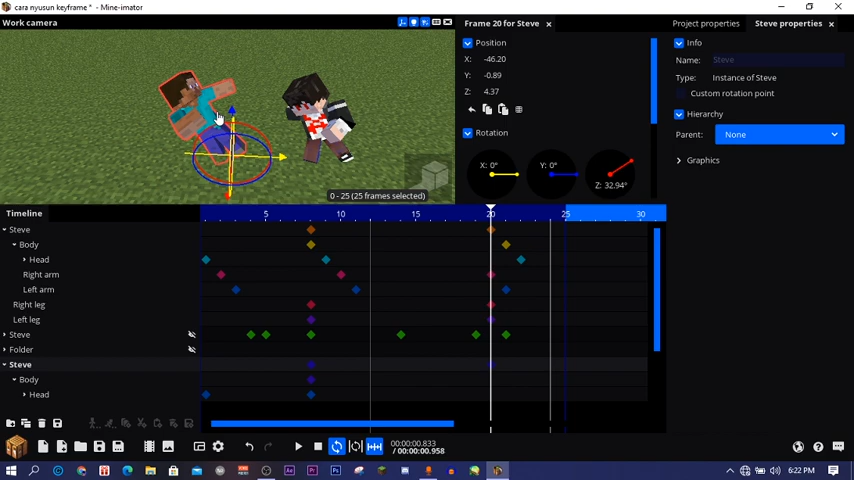 cara nyusun keyframe * - Mine-imator
Work camera
0 - 25 (25 frames selected)
Frame 20 for Steve
Position
X: -46.20
Y: -0.89
Z: 4.37
Rotation
X: 0°
Y: 0°
Z: 32.94°
Project properties
Steve properties
Info
Name: Steve
Type: Instance of Steve
Custom rotation point
Hierarchy
Parent: None
Graphics
Timeline
5 10 15 20 25 30
Steve
Body
Head
Right arm
Left arm
Right leg
Left leg
Steve
Folder
Steve
Body
Head
00:00:00.833
/ 00:00:00.958
Ae
Pr
Ps
6:22 PM